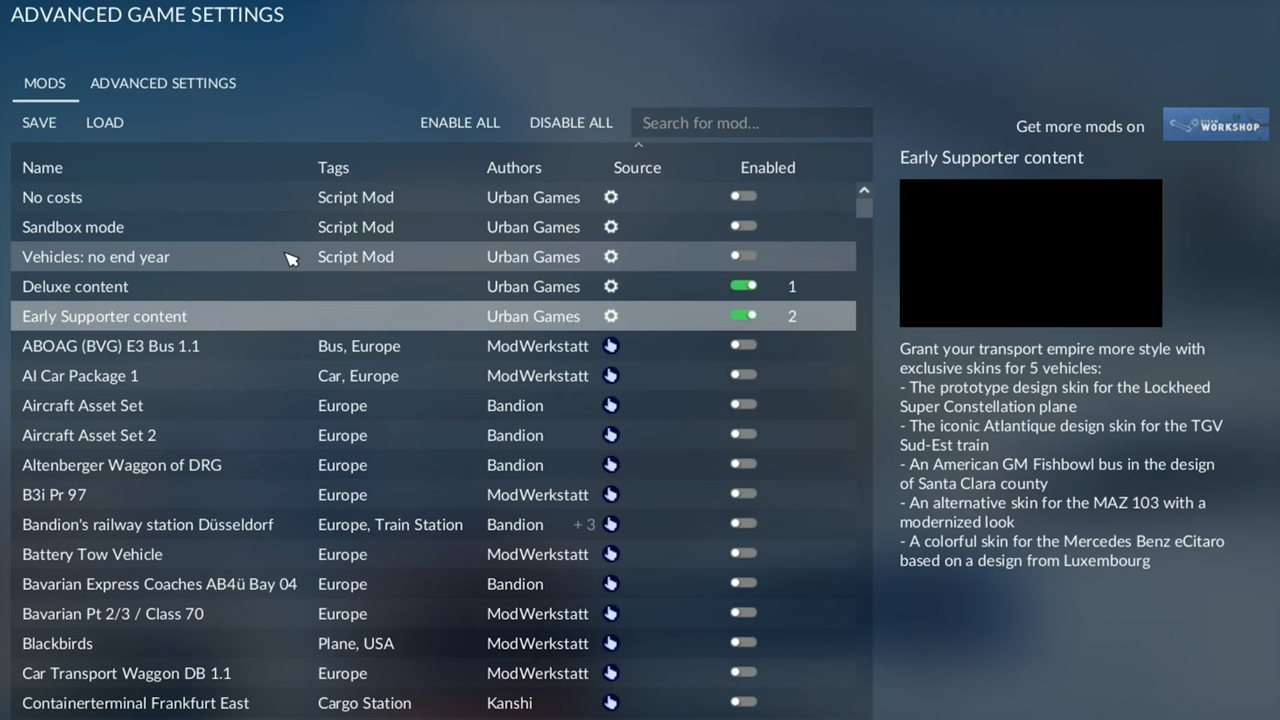 ADVANCED GAME SETTINGS
MODS ADVANCED SETTINGS
SAVE LOAD ENABLE ALL DISABLE ALL Search for mod... Get more mods on STEAM WORKSHOP
Name Tags Authors Source Enabled
No costs Script Mod Urban Games
Sandbox mode Script Mod Urban Games
Vehicles: no end year Script Mod Urban Games
Deluxe content Urban Games 1
Early Supporter content Urban Games 2
ABOAG (BVG) E3 Bus 1.1 Bus, Europe ModWerkstatt
AI Car Package 1 Car, Europe ModWerkstatt
Aircraft Asset Set Europe Bandion
Aircraft Asset Set 2 Europe Bandion
Altenberger Waggon of DRG Europe Bandion
B3i Pr 97 Europe ModWerkstatt
Bandion's railway station Düsseldorf Europe, Train Station Bandion + 3
Battery Tow Vehicle Europe ModWerkstatt
Bavarian Express Coaches AB4ü Bay 04 Europe Bandion
Bavarian Pt 2/3 / Class 70 Europe ModWerkstatt
Blackbirds Plane, USA ModWerkstatt
Car Transport Waggon DB 1.1 Europe ModWerkstatt
Containerterminal Frankfurt East Cargo Station Kanshi
Early Supporter content
Grant your transport empire more style with
exclusive skins for 5 vehicles:
- The prototype design skin for the Lockheed
Super Constellation plane
- The iconic Atlantique design skin for the TGV
Sud-Est train
- An American GM Fishbowl bus in the design
of Santa Clara county
- An alternative skin for the MAZ 103 with a
modernized look
- A colorful skin for the Mercedes Benz eCitaro
based on a design from Luxembourg